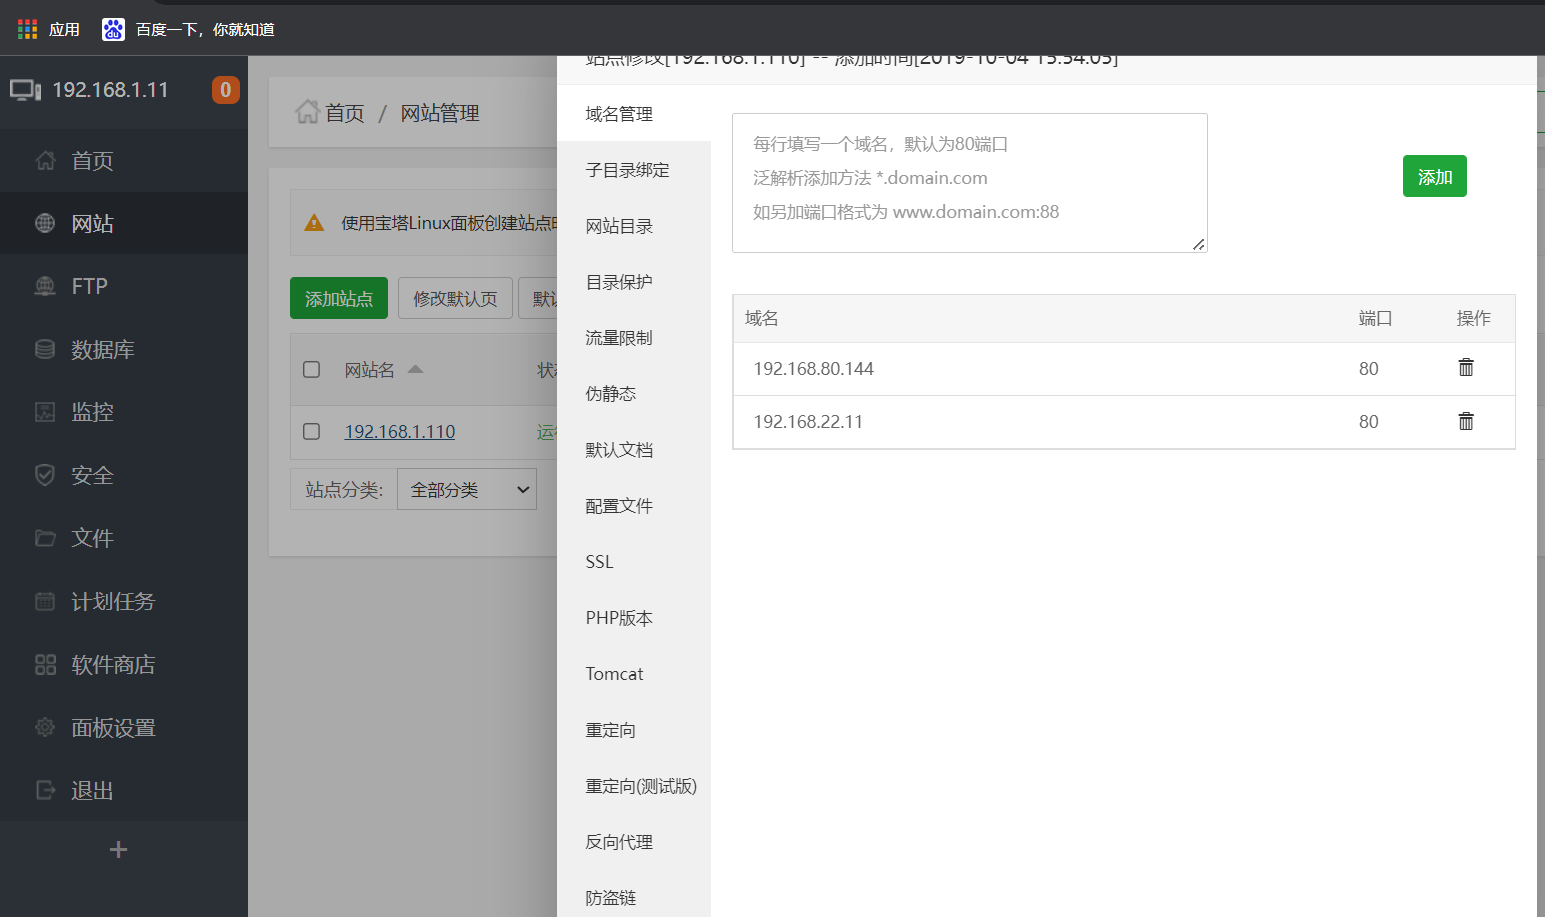 应用
百度一下，你就知道
192.168.1.11
0
首页
网站
FTP
数据库
监控
安全
文件
计划任务
软件商店
面板设置
退出
首页 / 网站管理
使用宝塔Linux面板创建站点
添加站点
修改默认页
默
网站名
状
192.168.1.110
运
站点分类:
全部分类
站点修改[192.168.1.110] -- 添加时间[2019-10-04 15:54:05]
域名管理
子目录绑定
网站目录
目录保护
流量限制
伪静态
默认文档
配置文件
SSL
PHP版本
Tomcat
重定向
重定向(测试版)
反向代理
防盗链
每行填写一个域名，默认为80端口
泛解析添加方法 *.domain.com
如另加端口格式为 www.domain.com:88
添加
域名 端口 操作
192.168.80.144 80
192.168.22.11 80